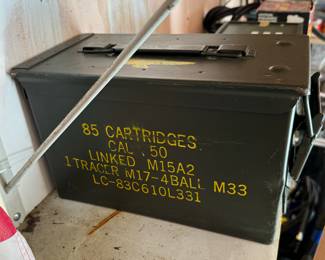 85 CARTRIDGES
CAL .50
LINKED M15A2
1 TRACER M17-4BALL M33
LC-83C610L331